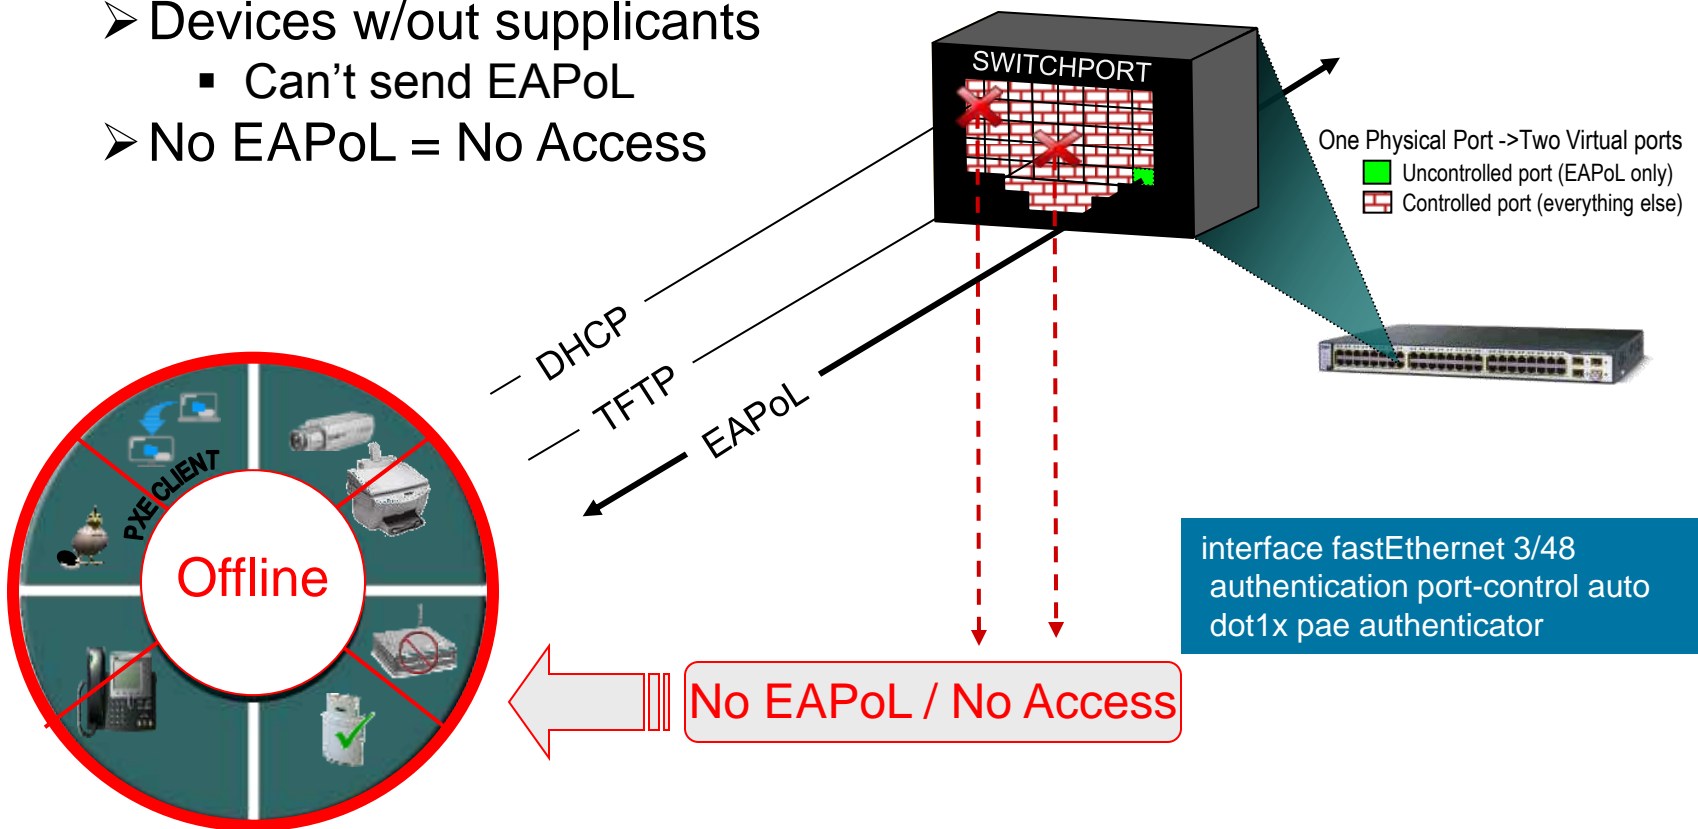 Devices w/out supplicants
Can't send EAPoL
No EAPoL = No Access
SWITCHPORT
One Physical Port ->Two Virtual ports
Uncontrolled port (EAPoL only)
Controlled port (everything else)
DHCP
TFTP
EAPoL
PXE CLIENT
Offline
interface fastEthernet 3/48
authentication port-control auto
dot1x pae authenticator
No EAPoL / No Access